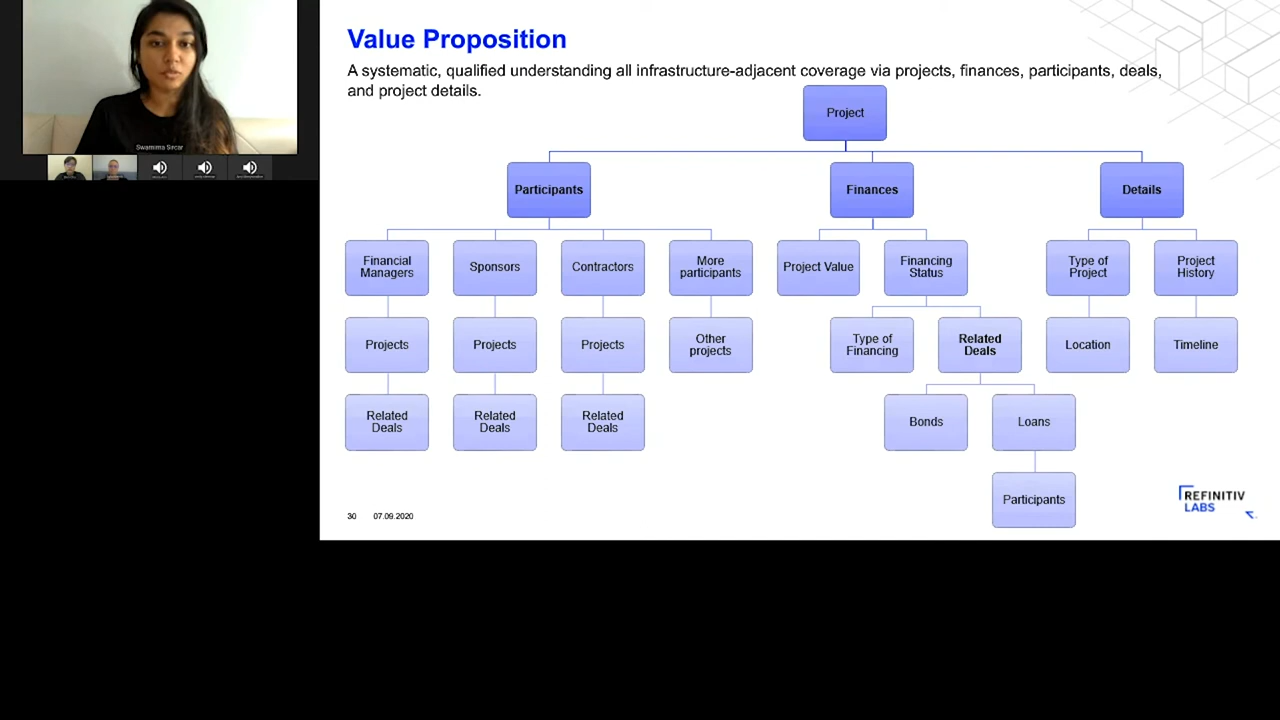 Value Proposition
A systematic, qualified understanding all infrastructure-adjacent coverage via projects, finances, participants, deals,
and project details.
Swarnima Sircar
Project
Participants
Finances
Details
Financial
Managers
Sponsors
Contractors
More
participants
Project Value
Financing
Status
Type of
Project
Project
History
Projects
Projects
Projects
Other
projects
Type of
Financing
Related
Deals
Location
Timeline
Related
Deals
Related
Deals
Related
Deals
Bonds
Loans
Participants
30 07.09.2020
REFINITIV
LABS